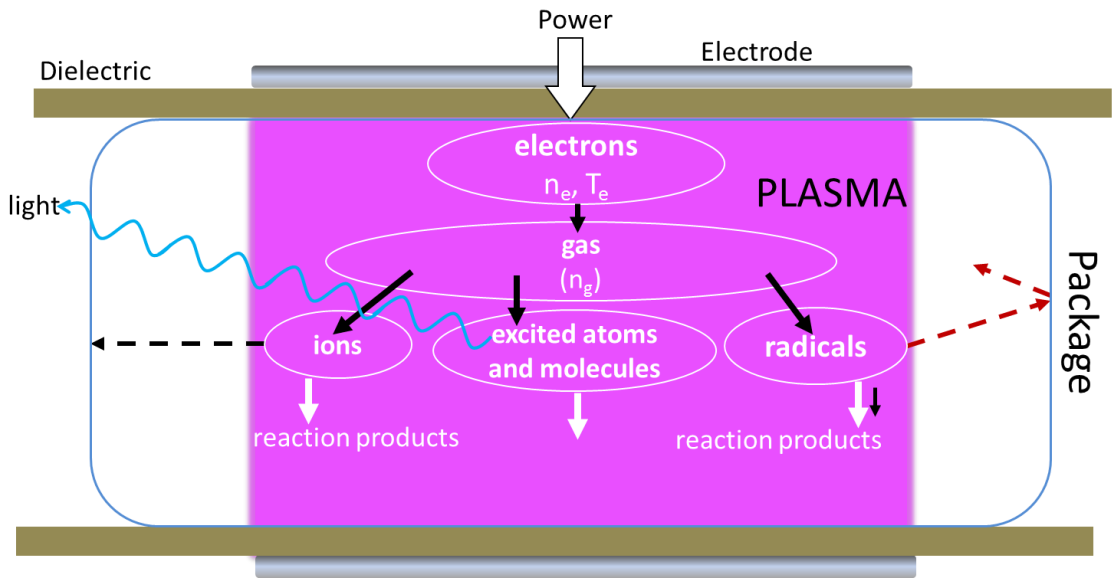 Power
Electrode
Dielectric
electrons
nₑ, Tₑ
PLASMA
light
gas
(n_g)
Package
ions
excited atoms
and molecules
radicals
reaction products
reaction products